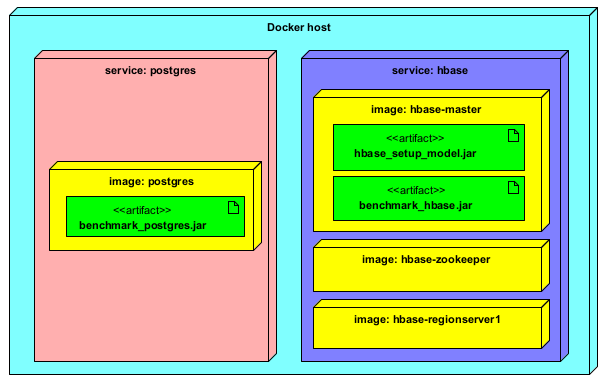 Docker host
service: postgres
image: postgres
<<artifact>>
benchmark_postgres.jar
service: hbase
image: hbase-master
<<artifact>>
hbase_setup_model.jar
<<artifact>>
benchmark_hbase.jar
image: hbase-zookeeper
image: hbase-regionserver1